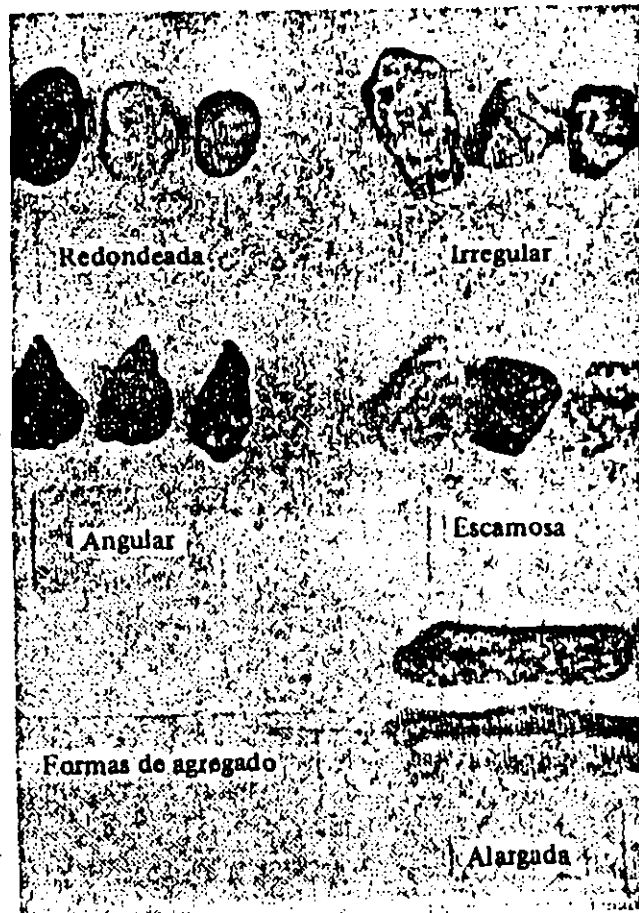 Redondeada
Irregular
Angular
Escamosa
Formas de agregado
Alargada